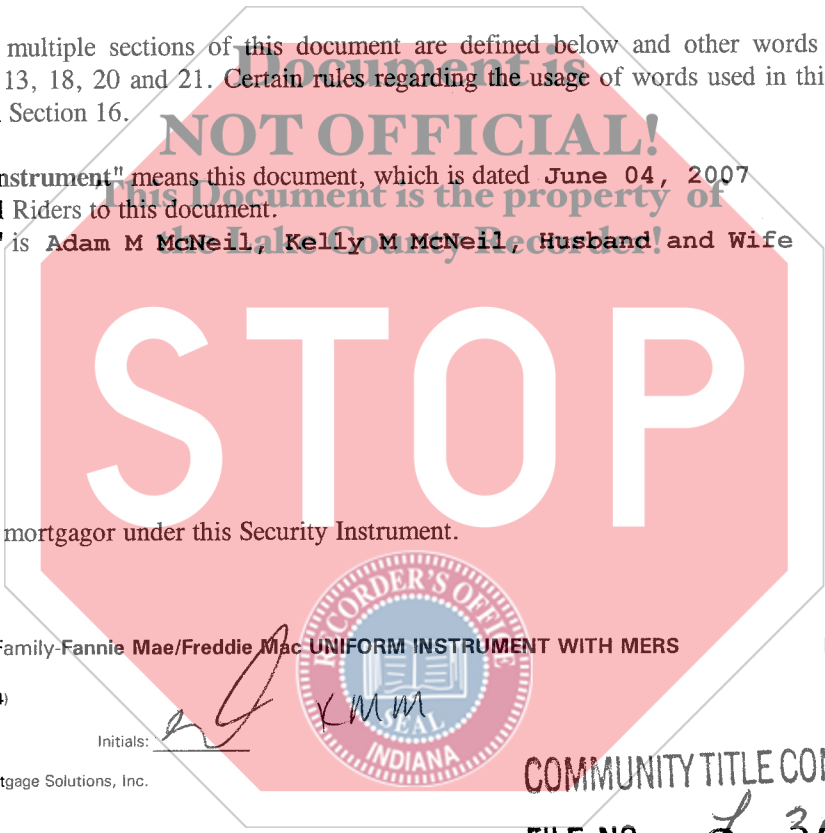 multiple sections of this document are defined below and other words
13, 18, 20 and 21. Certain rules regarding the usage of words used in thi
Document is
Section 16.
NOT OFFICIAL!
nstrument" means this document, which is dated June 04, 2007
This Document is the property of
Riders to this document.
is Adam M McNeil, Kelly M McNeil, Husband and Wife
the Lake County Recorder!
STOP
mortgagor under this Security Instrument.
RECORDER'S OFFICE
SEAL
INDIANA
Family-Fannie Mae/Freddie Mac UNIFORM INSTRUMENT WITH MERS
Initials: KMM
tgage Solutions, Inc.
COMMUNITY TITLE CO
FILE NO